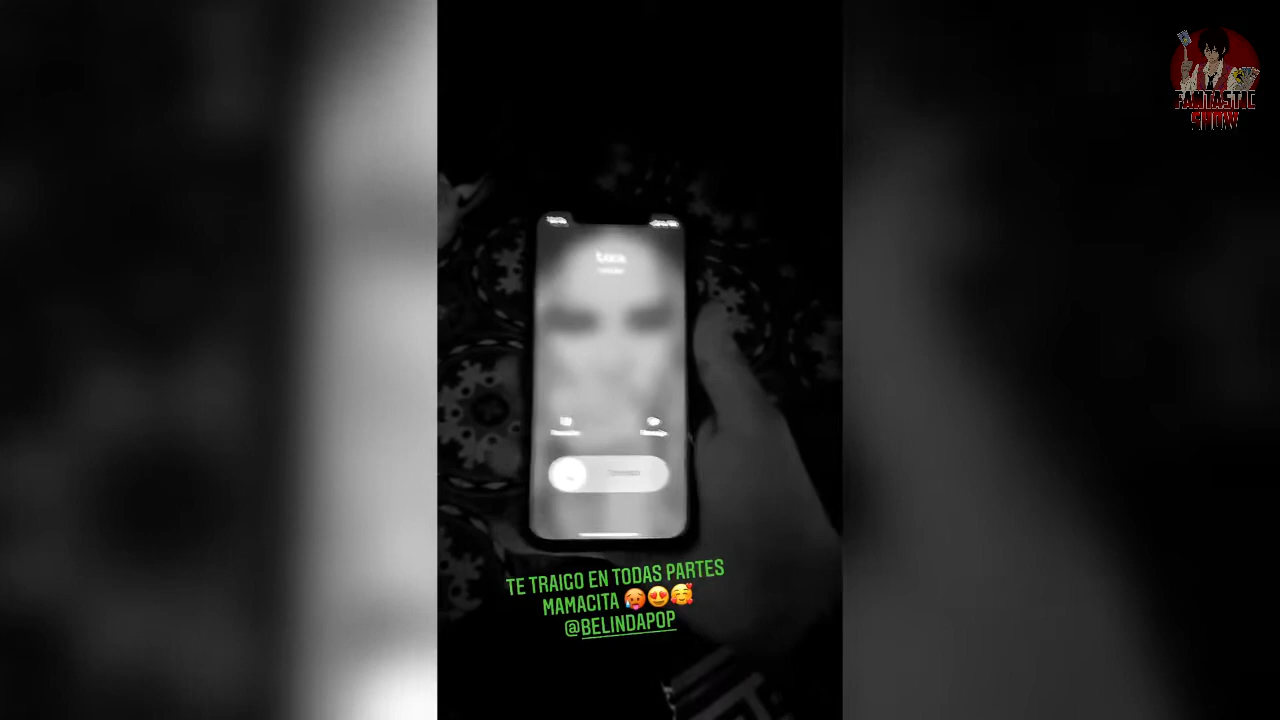 FANTASTIC
SHOW
TE TRAIGO EN TODAS PARTES
MAMACITA 🥵😍🥰
@BELINDAPOP